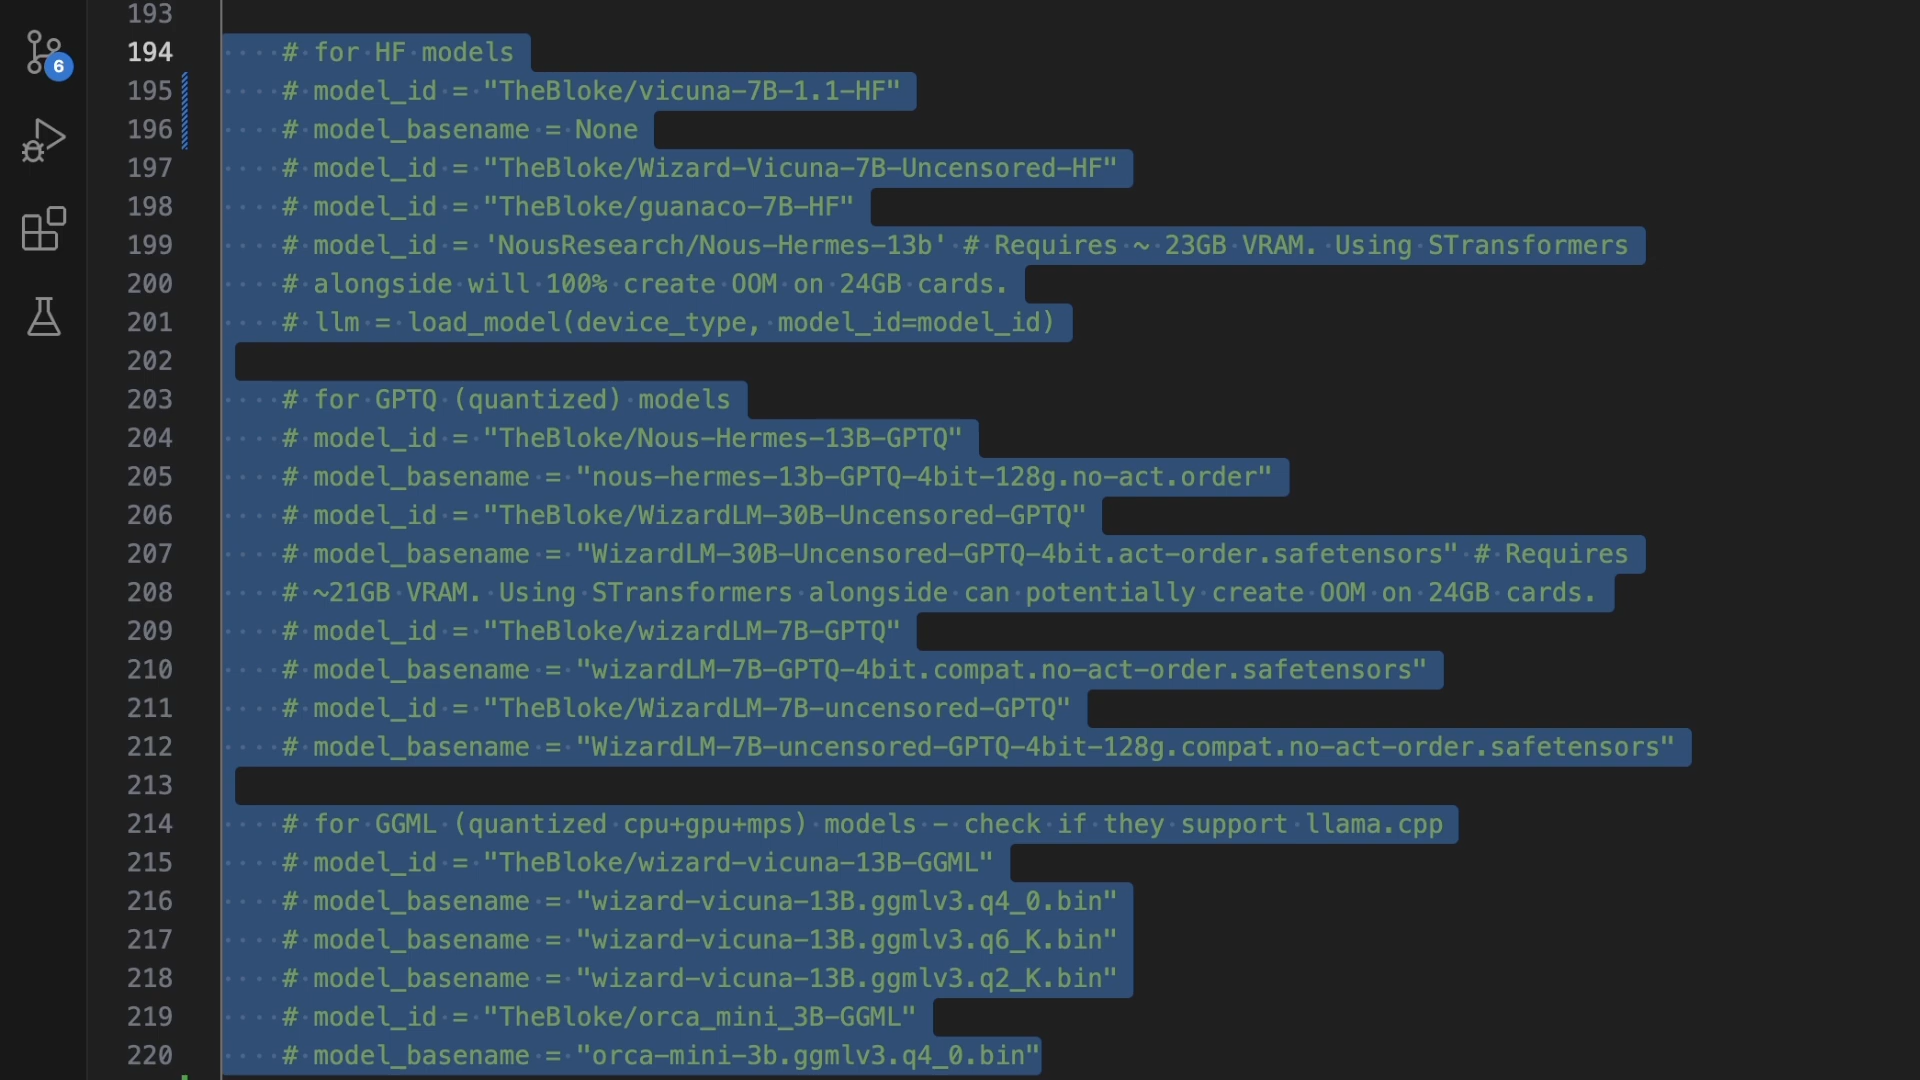 193
6
194 # for HF models
195 # model_id = "TheBloke/vicuna-7B-1.1-HF"
196 # model_basename = None
197 # model_id = "TheBloke/Wizard-Vicuna-7B-Uncensored-HF"
198 # model_id = "TheBloke/guanaco-7B-HF"
199 # model_id = 'NousResearch/Nous-Hermes-13b' # Requires ~ 23GB VRAM. Using STransformers
200 # alongside will 100% create OOM on 24GB cards.
201 # llm = load_model(device_type, model_id=model_id)
202
203 # for GPTQ (quantized) models
204 # model_id = "TheBloke/Nous-Hermes-13B-GPTQ"
205 # model_basename = "nous-hermes-13b-GPTQ-4bit-128g.no-act.order"
206 # model_id = "TheBloke/WizardLM-30B-Uncensored-GPTQ"
207 # model_basename = "WizardLM-30B-Uncensored-GPTQ-4bit.act-order.safetensors" # Requires
208 # ~21GB VRAM. Using STransformers alongside can potentially create OOM on 24GB cards.
209 # model_id = "TheBloke/wizardLM-7B-GPTQ"
210 # model_basename = "wizardLM-7B-GPTQ-4bit.compat.no-act-order.safetensors"
211 # model_id = "TheBloke/WizardLM-7B-uncensored-GPTQ"
212 # model_basename = "WizardLM-7B-uncensored-GPTQ-4bit-128g.compat.no-act-order.safetensors"
213
214 # for GGML (quantized cpu+gpu+mps) models - check if they support llama.cpp
215 # model_id = "TheBloke/wizard-vicuna-13B-GGML"
216 # model_basename = "wizard-vicuna-13B.ggmlv3.q4_0.bin"
217 # model_basename = "wizard-vicuna-13B.ggmlv3.q6_K.bin"
218 # model_basename = "wizard-vicuna-13B.ggmlv3.q2_K.bin"
219 # model_id = "TheBloke/orca_mini_3B-GGML"
220 # model_basename = "orca-mini-3b.ggmlv3.q4_0.bin"